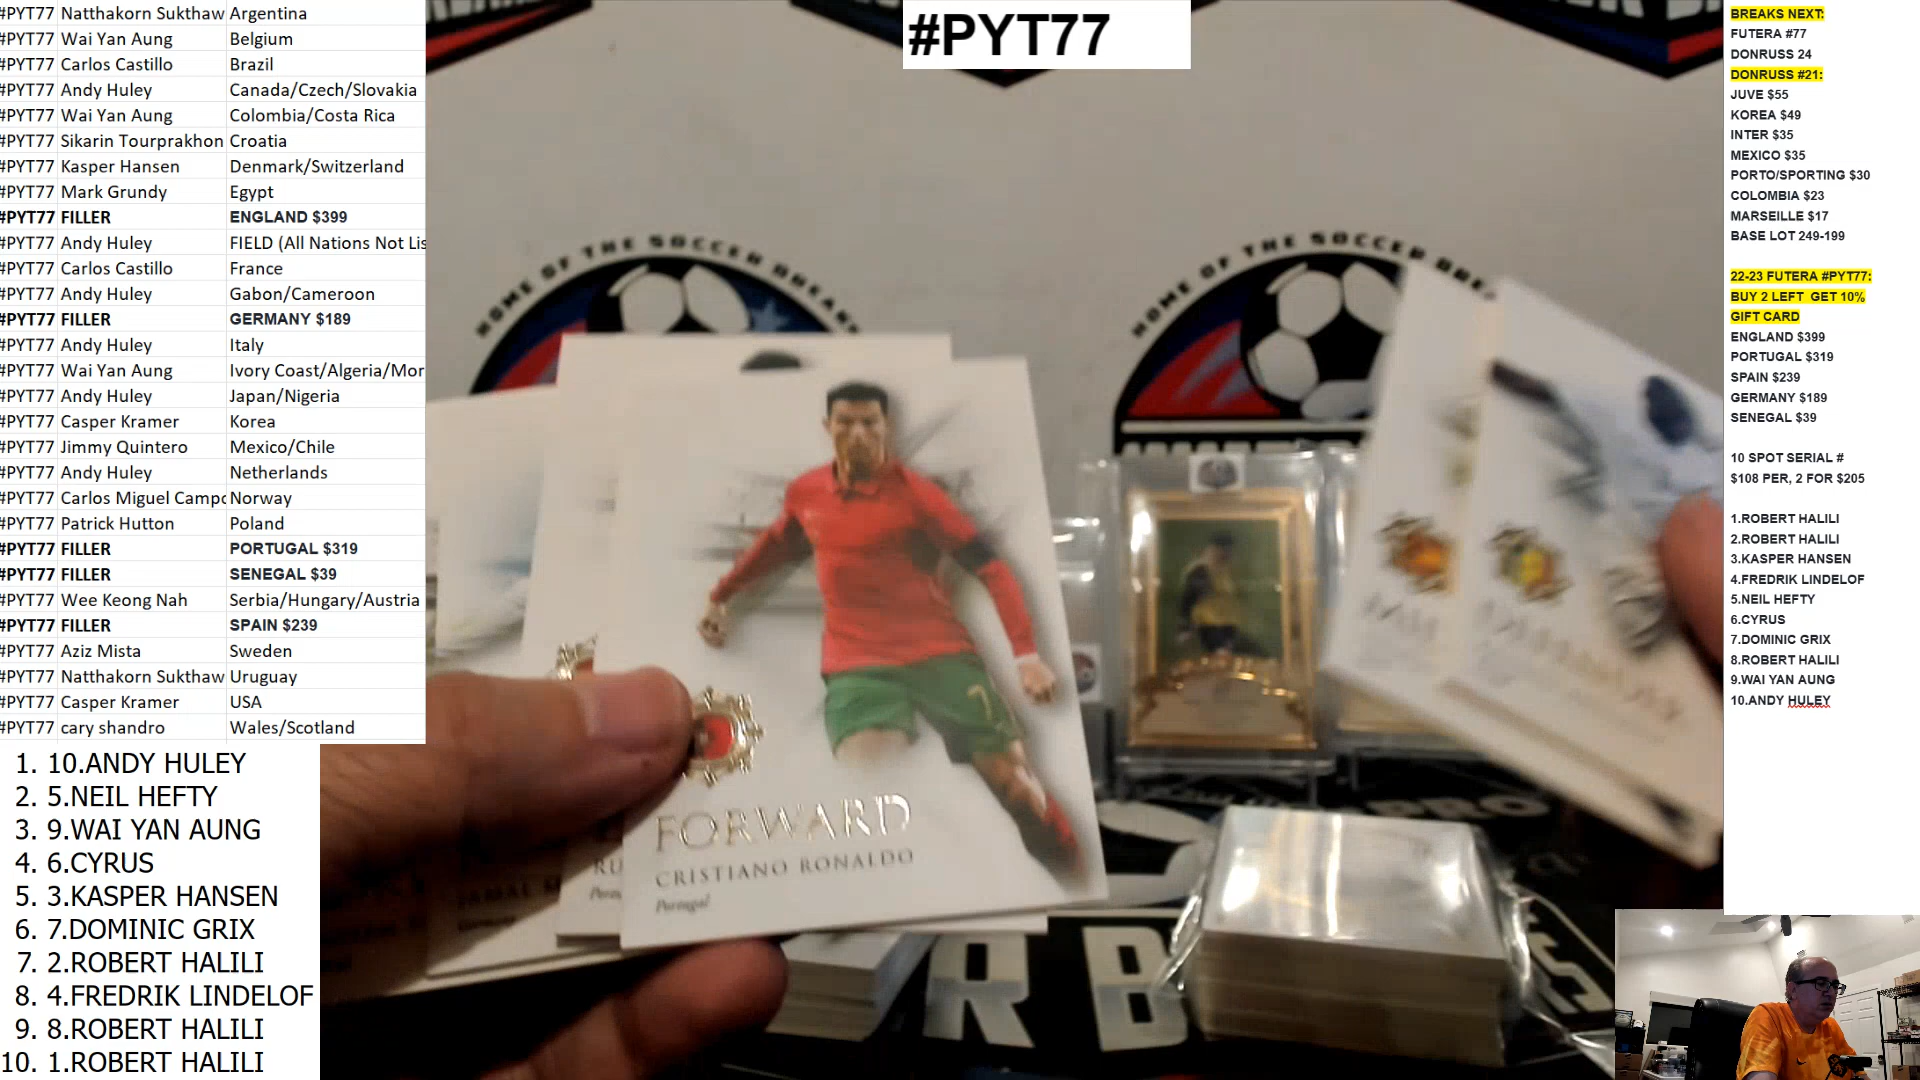 #PYT77
#PYT77 Natthakorn Sukthaw Argentina
#PYT77 Wai Yan Aung Belgium
#PYT77 Carlos Castillo Brazil
#PYT77 Andy Huley Canada/Czech/Slovakia
#PYT77 Wai Yan Aung Colombia/Costa Rica
#PYT77 Sikarin Tourprakhon Croatia
#PYT77 Kasper Hansen Denmark/Switzerland
#PYT77 Mark Grundy Egypt
#PYT77 FILLER ENGLAND $399
#PYT77 Andy Huley FIELD (All Nations Not Lis
#PYT77 Carlos Castillo France
#PYT77 Andy Huley Gabon/Cameroon
#PYT77 FILLER GERMANY $189
#PYT77 Andy Huley Italy
#PYT77 Wai Yan Aung Ivory Coast/Algeria/Mor
#PYT77 Andy Huley Japan/Nigeria
#PYT77 Casper Kramer Korea
#PYT77 Jimmy Quintero Mexico/Chile
#PYT77 Andy Huley Netherlands
#PYT77 Carlos Miguel Campo Norway
#PYT77 Patrick Hutton Poland
#PYT77 FILLER PORTUGAL $319
#PYT77 FILLER SENEGAL $39
#PYT77 Wee Keong Nah Serbia/Hungary/Austria
#PYT77 FILLER SPAIN $239
#PYT77 Aziz Mista Sweden
#PYT77 Natthakorn Sukthaw Uruguay
#PYT77 Casper Kramer USA
#PYT77 cary shandro Wales/Scotland
1. 10.ANDY HULEY
2. 5.NEIL HEFTY
3. 9.WAI YAN AUNG
4. 6.CYRUS
5. 3.KASPER HANSEN
6. 7.DOMINIC GRIX
7. 2.ROBERT HALILI
8. 4.FREDRIK LINDELOF
9. 8.ROBERT HALILI
10. 1.ROBERT HALILI
HOME OF THE SOCCER BREAK
HOME OF THE SOCCER BREAK
FORWARD
CRISTIANO RONALDO
Portugal
R B
BREAKS NEXT:
FUTERA #77
DONRUSS 24
DONRUSS #21:
JUVE $55
KOREA $49
INTER $35
MEXICO $35
PORTO/SPORTING $30
COLOMBIA $23
MARSEILLE $17
BASE LOT 249-199
22-23 FUTERA #PYT77:
BUY 2 LEFT GET 10%
GIFT CARD
ENGLAND $399
PORTUGAL $319
SPAIN $239
GERMANY $189
SENEGAL $39
10 SPOT SERIAL #
$108 PER, 2 FOR $205
1.ROBERT HALILI
2.ROBERT HALILI
3.KASPER HANSEN
4.FREDRIK LINDELOF
5.NEIL HEFTY
6.CYRUS
7.DOMINIC GRIX
8.ROBERT HALILI
9.WAI YAN AUNG
10.ANDY HULEY